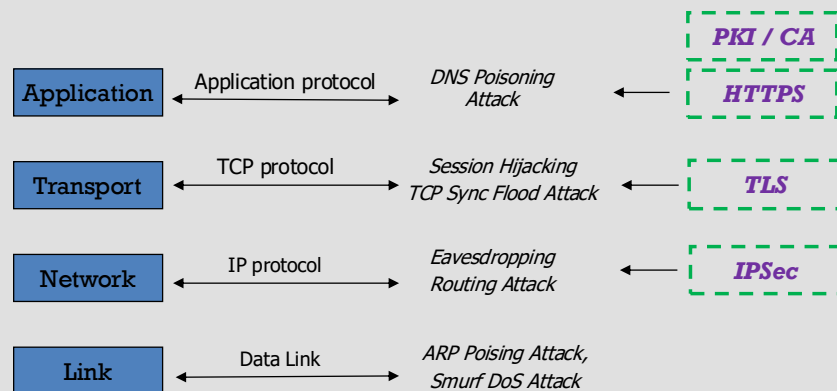 PKI / CA
Application
Application protocol
DNS Poisoning
Attack
HTTPS
Transport
TCP protocol
Session Hijacking
TCP Sync Flood Attack
TLS
Network
IP protocol
Eavesdropping
Routing Attack
IPSec
Link
Data Link
ARP Poising Attack,
Smurf DoS Attack